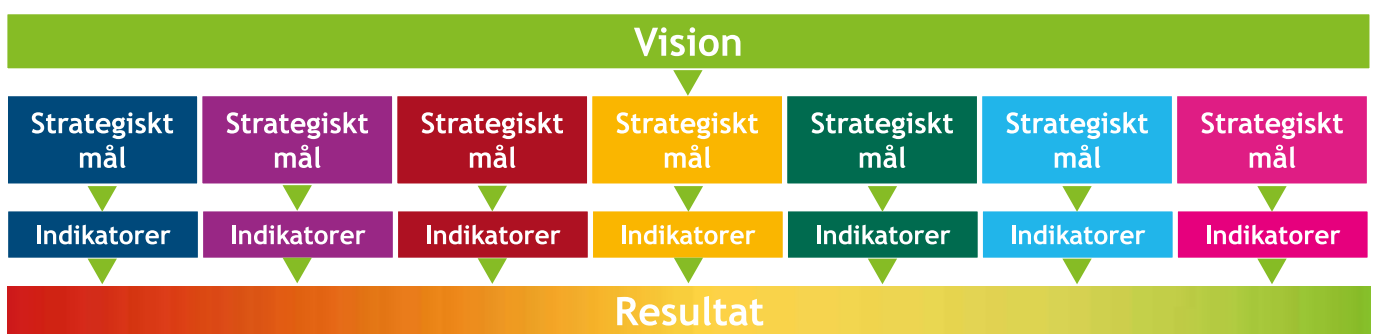 Vision
Strategiskt mål
Strategiskt mål
Strategiskt mål
Strategiskt mål
Strategiskt mål
Strategiskt mål
Strategiskt mål
Indikatorer
Indikatorer
Indikatorer
Indikatorer
Indikatorer
Indikatorer
Indikatorer
Resultat